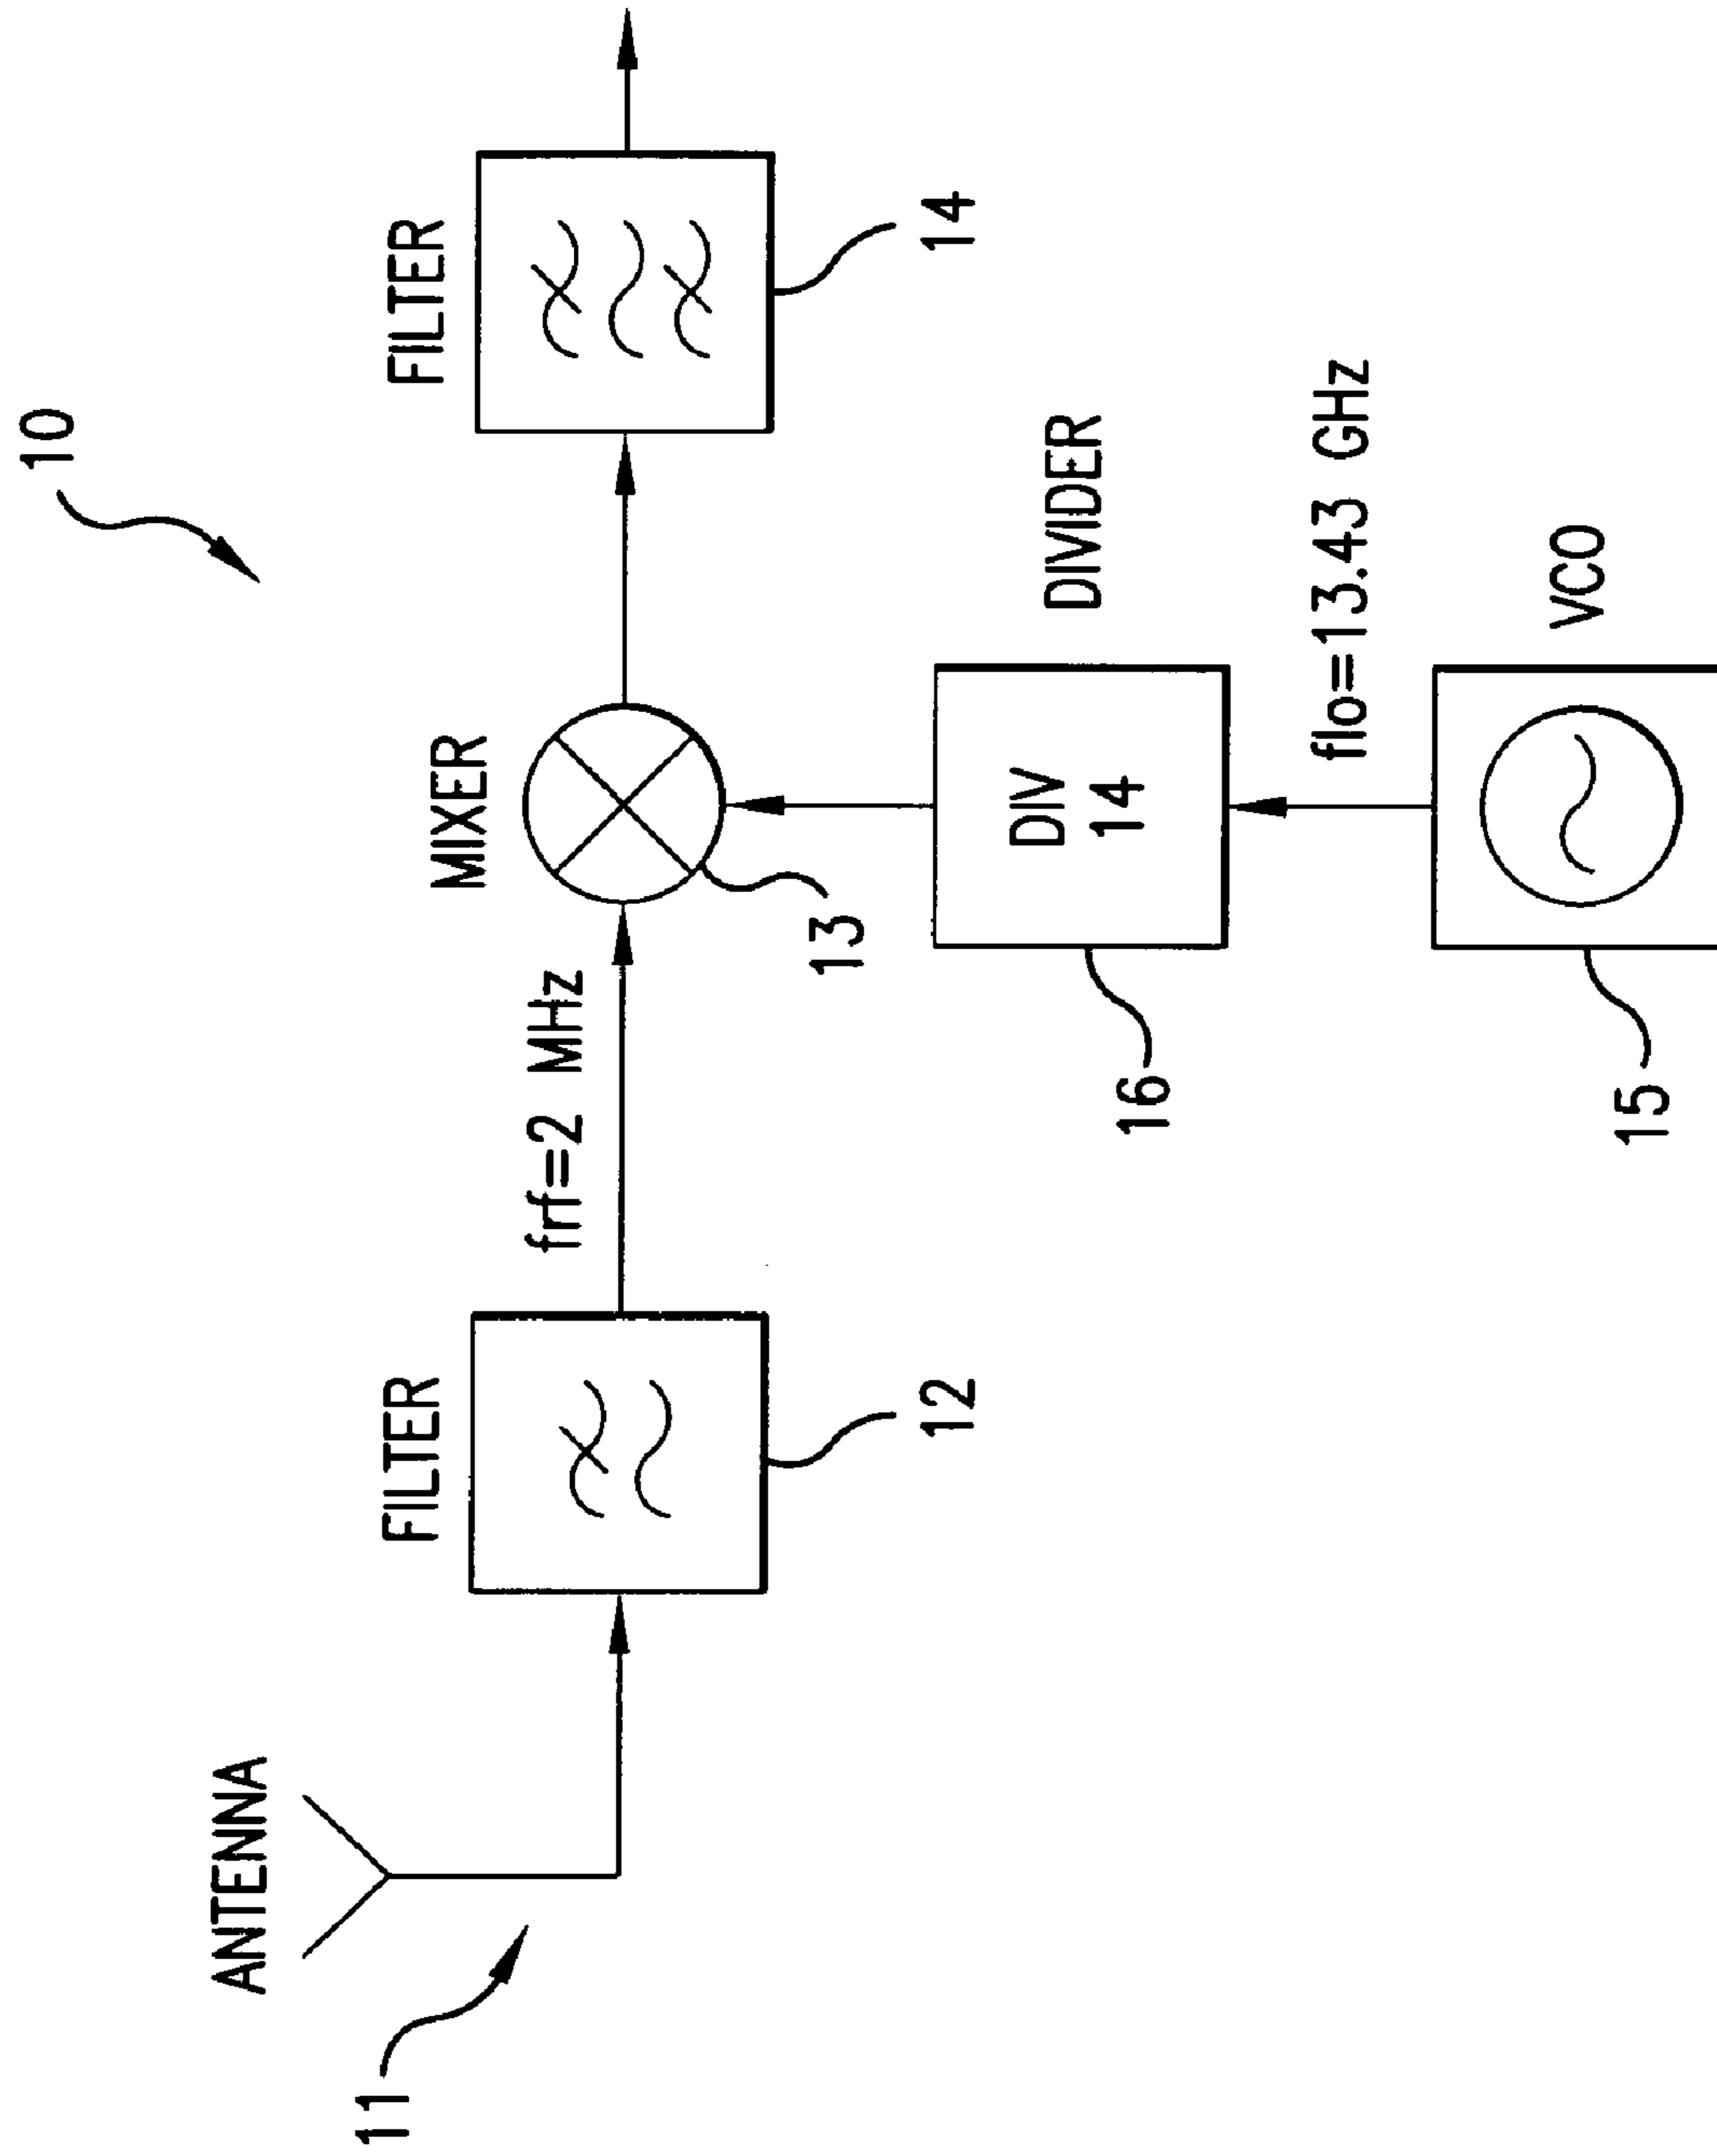 10
ANTENNA
11
FILTER
12
frf=2 MHz
MIXER
13
FILTER
14
DIV
14
DIVIDER
16
flo=13.43 GHz
VCO
15